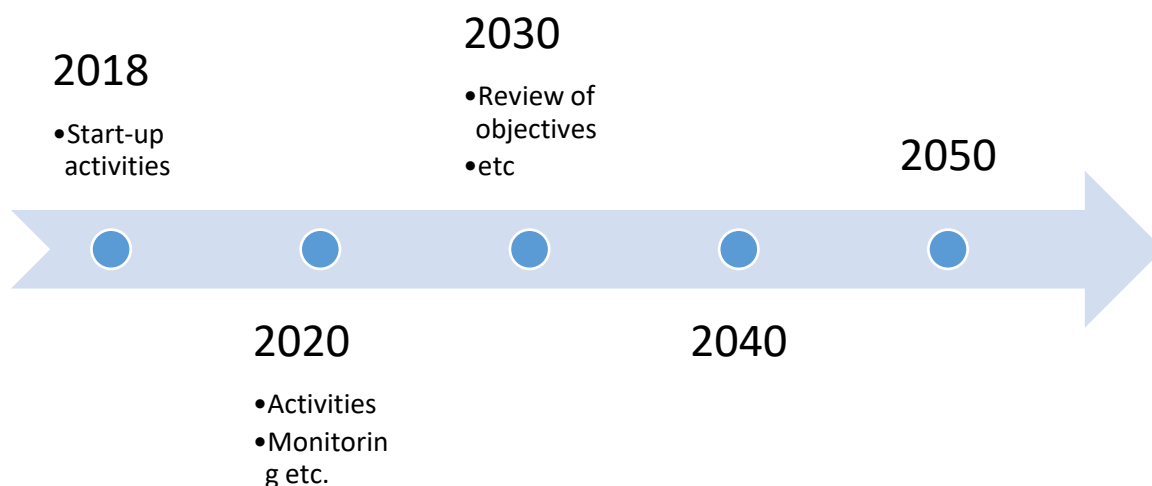 2018
•Start-up
activities
2020
•Activities
•Monitorin
g etc.
2030
•Review of
objectives
•etc
2040
2050